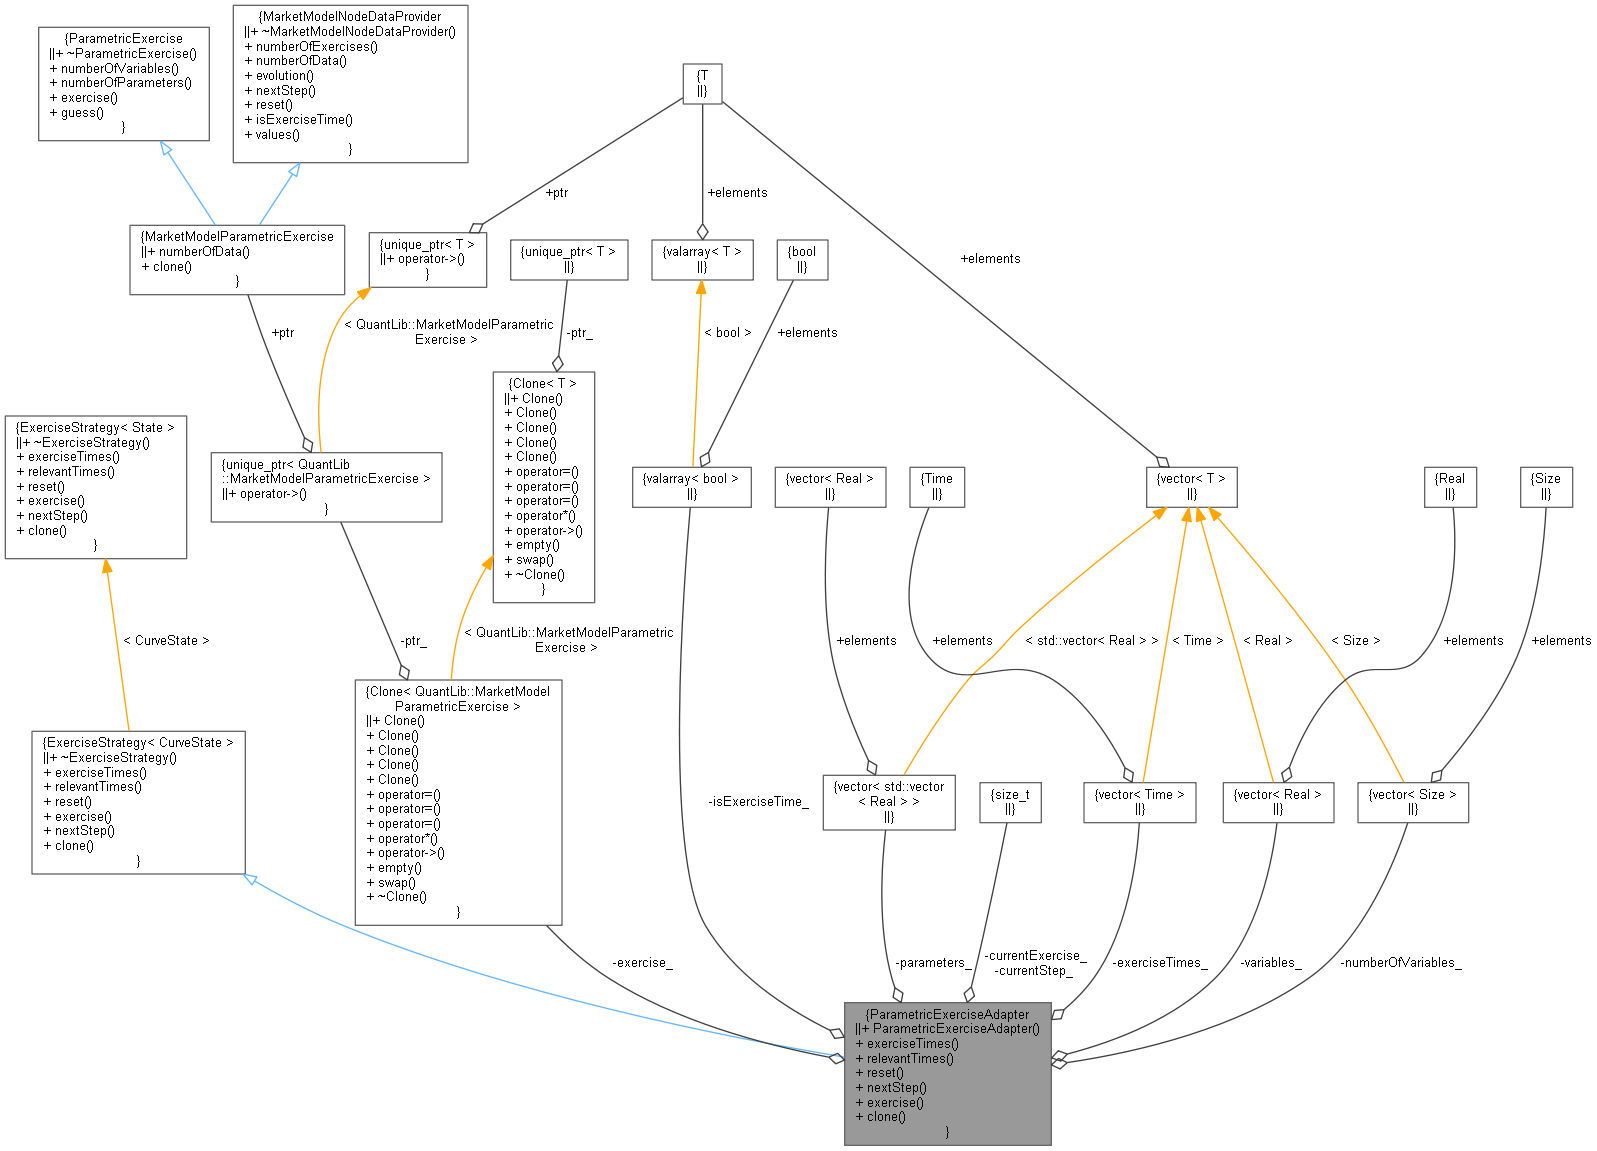 {ParametricExercise
||+ ~ParametricExercise()
+ numberOfVariables()
+ numberOfParameters()
+ exercise()
+ guess()
}
{MarketModelNodeDataProvider
||+ ~MarketModelNodeDataProvider()
+ numberOfExercises()
+ numberOfData()
+ evolution()
+ nextStep()
+ reset()
+ isExerciseTime()
+ values()
}
{T
||}
+ptr
+elements
+elements
{MarketModelParametricExercise
||+ numberOfData()
+ clone()
}
{unique_ptr< T >
||+ operator->()
}
{unique_ptr< T >
||}
{valarray< T >
||}
{bool
||}
+ptr
< QuantLib::MarketModelParametric
Exercise >
-ptr_
< bool >
+elements
{ExerciseStrategy< State >
||+ ~ExerciseStrategy()
+ exerciseTimes()
+ relevantTimes()
+ reset()
+ exercise()
+ nextStep()
+ clone()
}
{unique_ptr< QuantLib
::MarketModelParametricExercise >
||+ operator->()
}
{Clone< T >
||+ Clone()
+ Clone()
+ Clone()
+ Clone()
+ Clone()
+ operator=()
+ operator=()
+ operator=()
+ operator*()
+ operator->()
+ empty()
+ swap()
+ ~Clone()
}
{valarray< bool >
||}
{vector< Real >
||}
{Time
||}
{vector< T >
||}
{Real
||}
{Size
||}
< CurveState >
-ptr_
< QuantLib::MarketModelParametric
Exercise >
+elements
+elements
< std::vector< Real > >
< Time >
< Real >
< Size >
+elements
+elements
{ExerciseStrategy< CurveState >
||+ ~ExerciseStrategy()
+ exerciseTimes()
+ relevantTimes()
+ reset()
+ exercise()
+ nextStep()
+ clone()
}
{Clone< QuantLib::MarketModel
ParametricExercise >
||+ Clone()
+ Clone()
+ Clone()
+ Clone()
+ Clone()
+ operator=()
+ operator=()
+ operator=()
+ operator*()
+ operator->()
+ empty()
+ swap()
+ ~Clone()
}
-isExerciseTime_
{vector< std::vector
< Real > >
||}
{size_t
||}
{vector< Time >
||}
{vector< Real >
||}
{vector< Size >
||}
-exercise_
-parameters_
-currentExercise_
-currentStep_
-exerciseTimes_
-variables_
-numberOfVariables_
{ParametricExerciseAdapter
||+ ParametricExerciseAdapter()
+ exerciseTimes()
+ relevantTimes()
+ reset()
+ nextStep()
+ exercise()
+ clone()
}